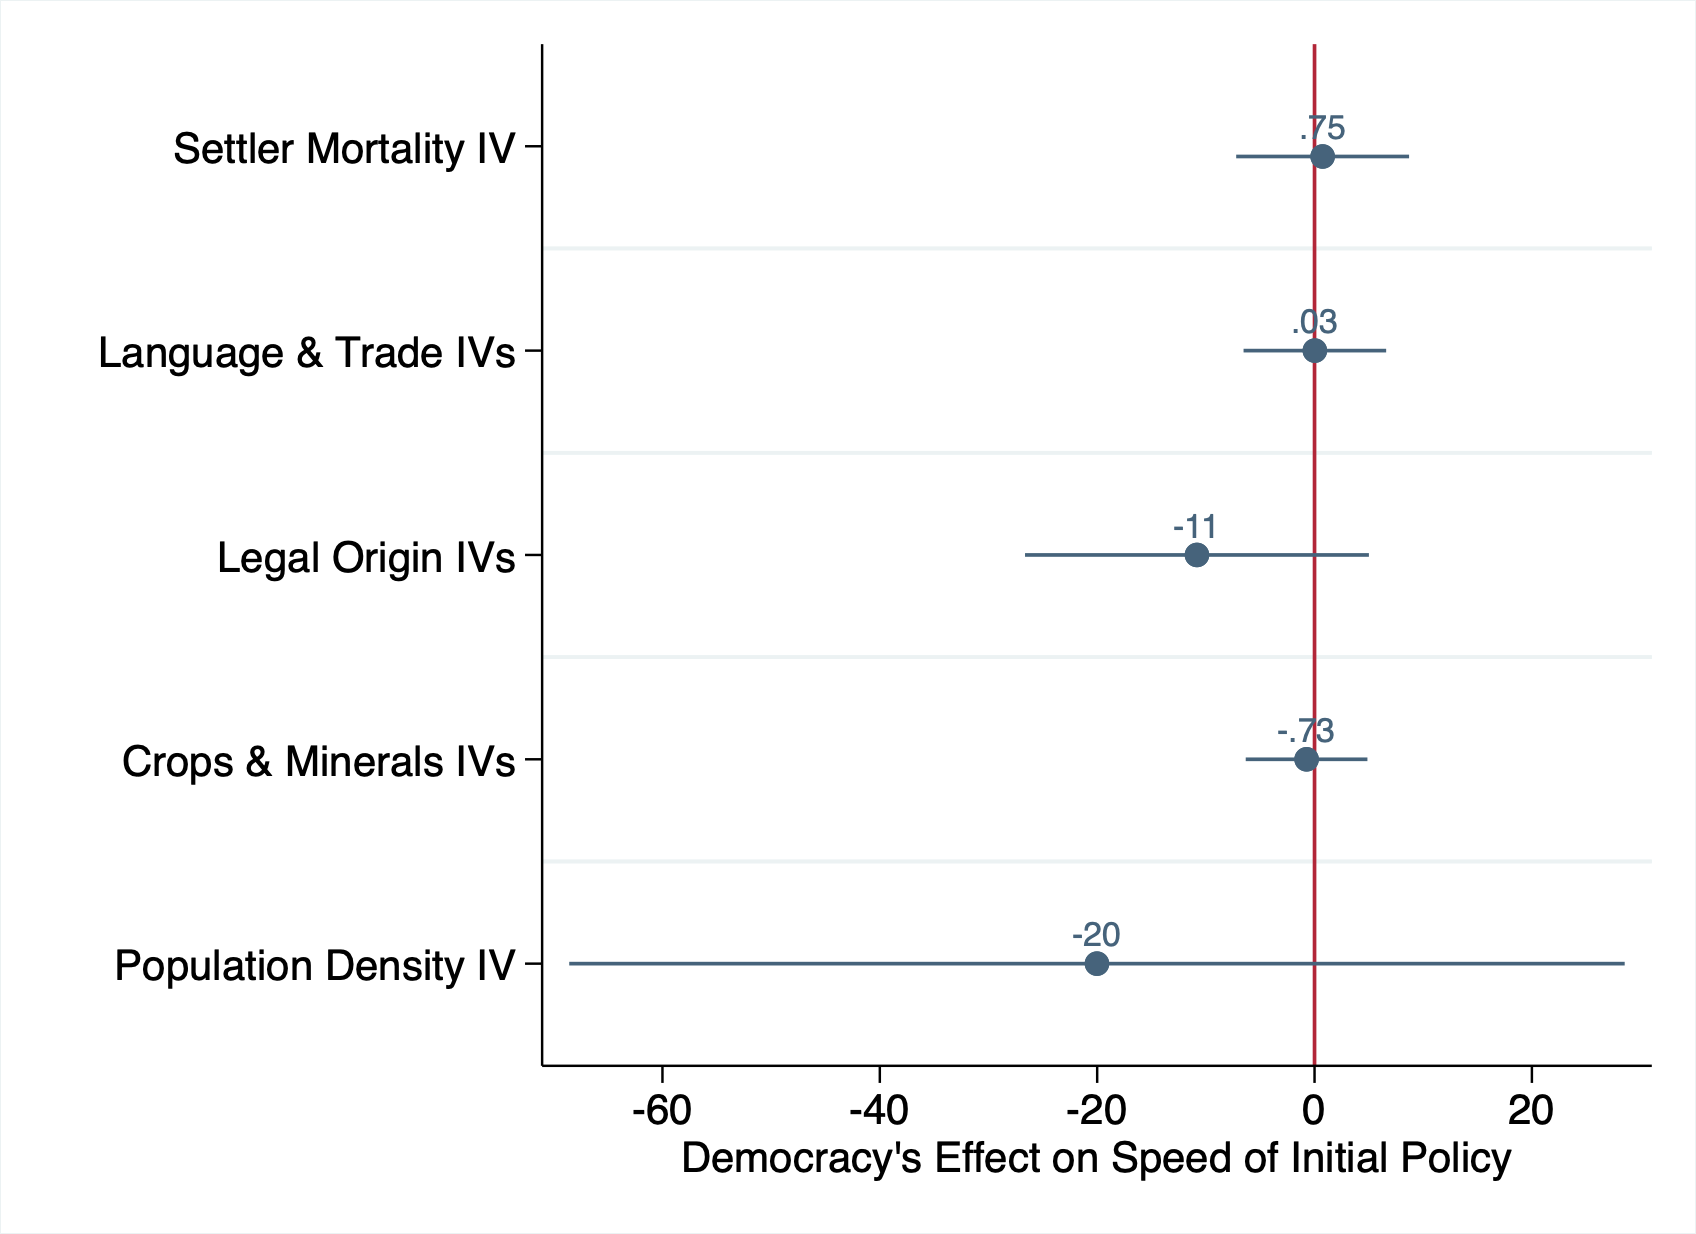 Settler Mortality IV
.75
Language & Trade IVs
.03
Legal Origin IVs
-11
Crops & Minerals IVs
-.73
Population Density IV
-20
-60 -40 -20 0 20
Democracy's Effect on Speed of Initial Policy